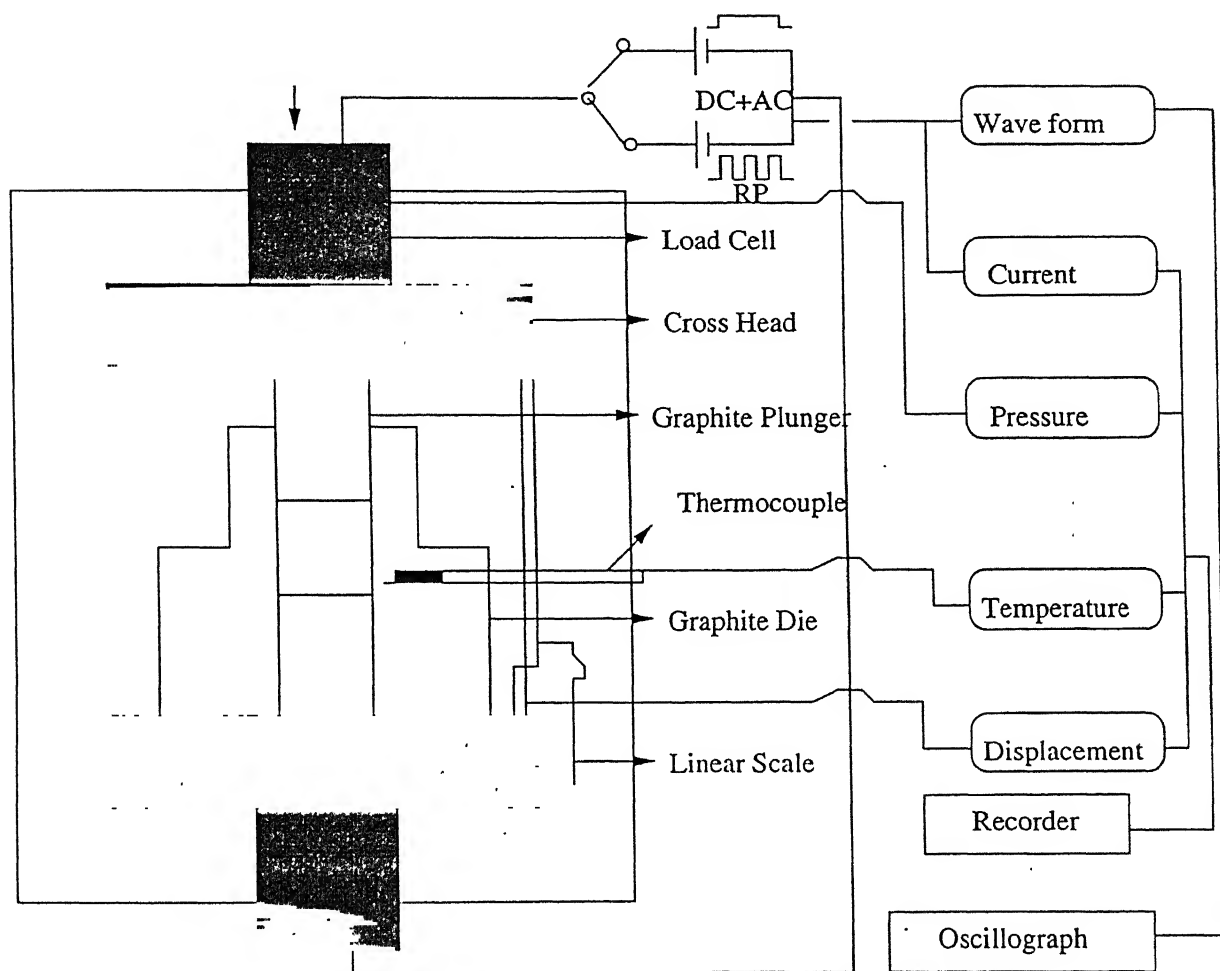 DC+AC
RP
Wave form
Load Cell
Current
Cross Head
Graphite Plunger
Pressure
Thermocouple
Temperature
Graphite Die
Displacement
Linear Scale
Recorder
Oscillograph